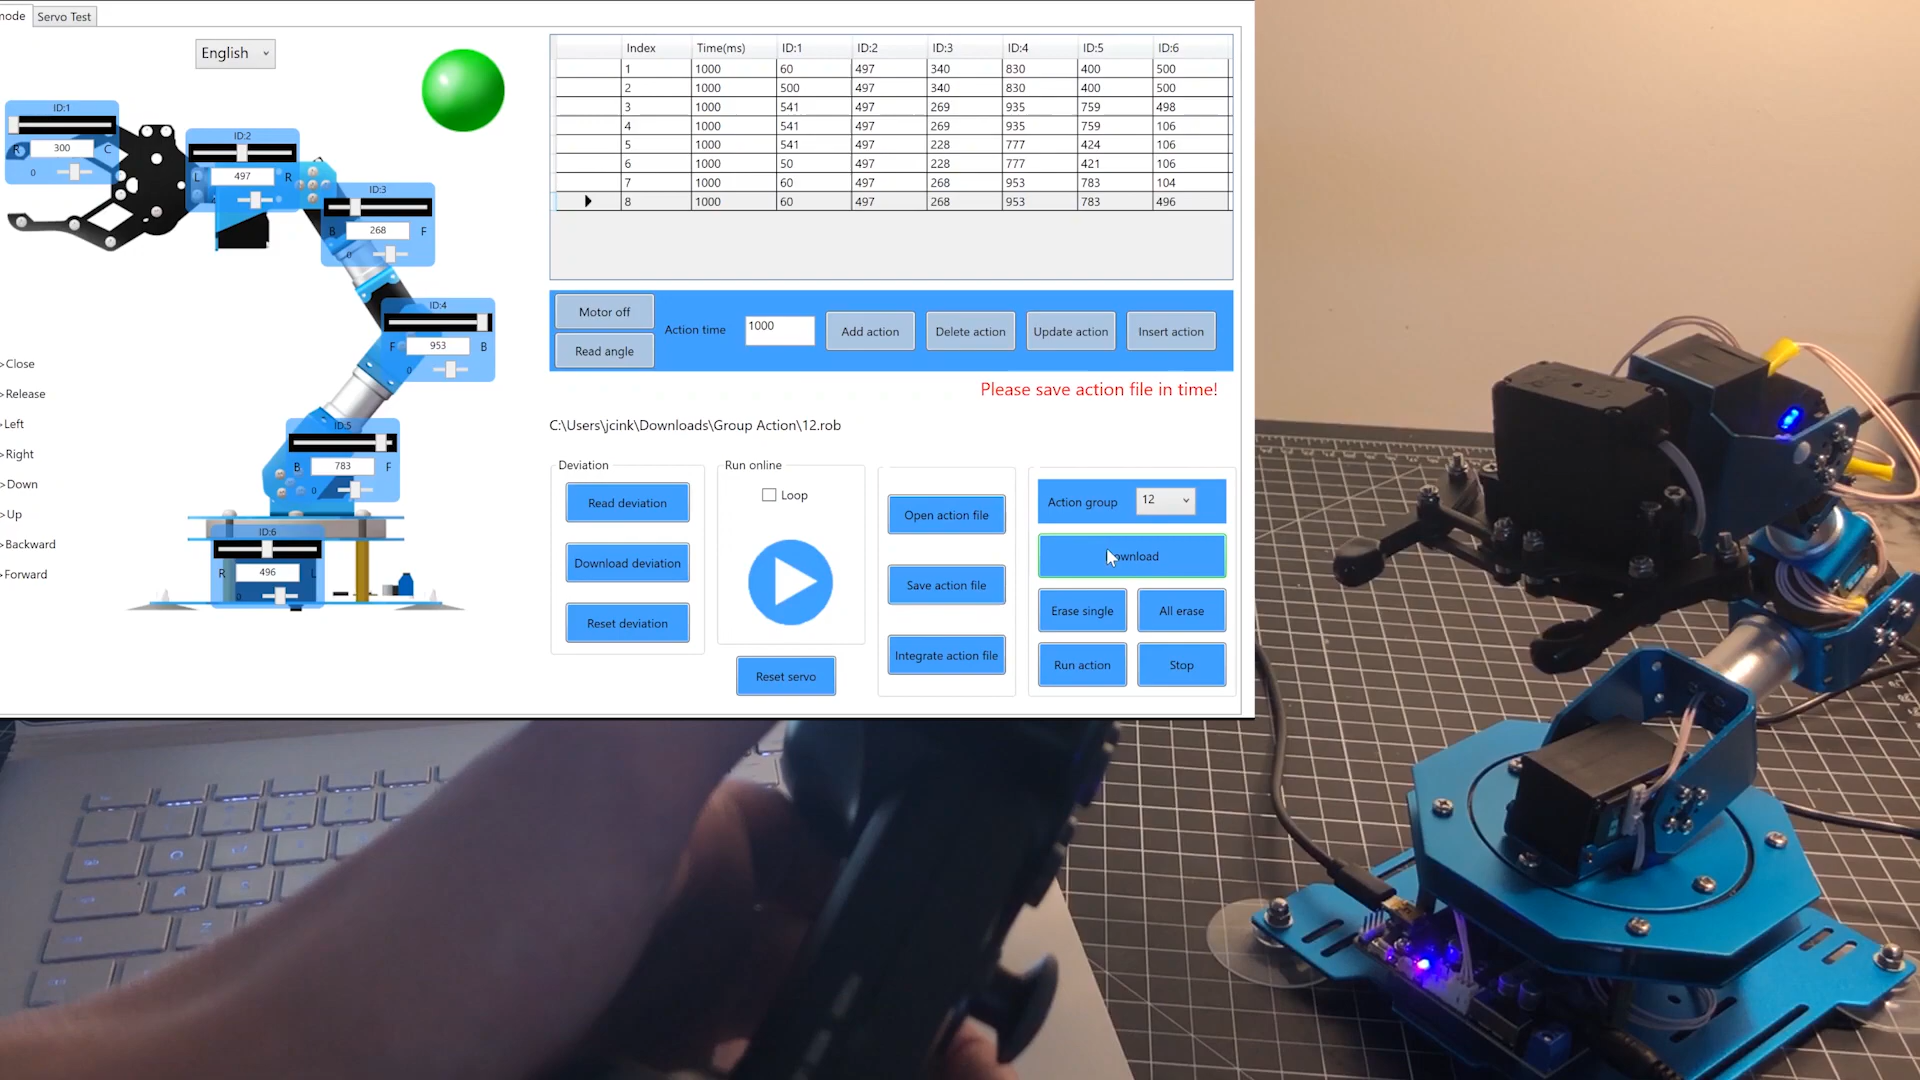 mode Servo Test
English
ID:1
R 300 C
0
ID:2
L 497 R
ID:3
B 268 F
0
ID:4
F 953 B
0
ID:5
B 783 F
0
ID:6
R 496 L
0
>Close
>Release
>Left
>Right
>Down
>Up
>Backward
>Forward
Index Time(ms) ID:1 ID:2 ID:3 ID:4 ID:5 ID:6
1 1000 60 497 340 830 400 500
2 1000 500 497 340 830 400 500
3 1000 541 497 269 935 759 498
4 1000 541 497 269 935 759 106
5 1000 541 497 228 777 424 106
6 1000 50 497 228 777 421 106
7 1000 60 497 268 953 783 104
8 1000 60 497 268 953 783 496
Motor off
Read angle
Action time 1000
Add action
Delete action
Update action
Insert action
Please save action file in time!
C:\Users\jcink\Downloads\Group Action\12.rob
Deviation
Read deviation
Download deviation
Reset deviation
Run online
Loop
Reset servo
Open action file
Save action file
Integrate action file
Action group 12
Download
Erase single
All erase
Run action
Stop